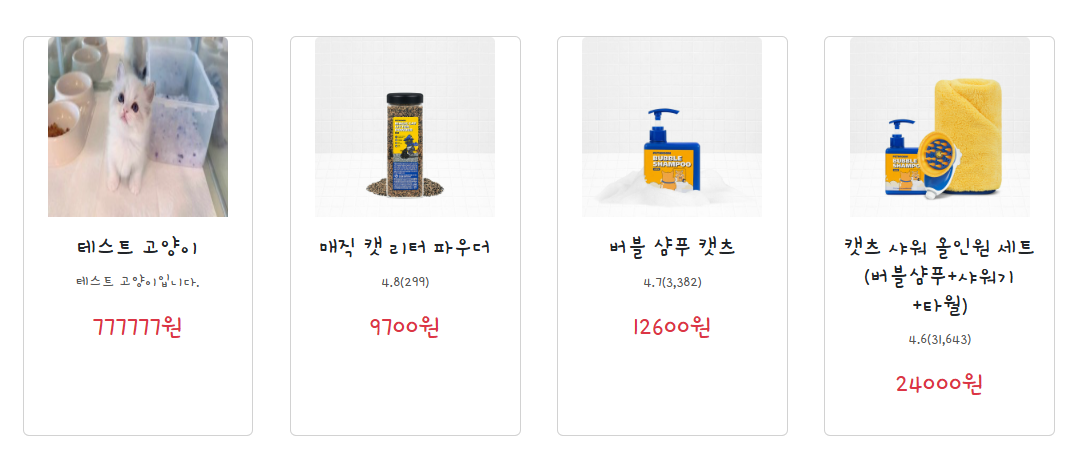 BUBBLE
SHAMPOO
BUBBLE
SHAMPOO
테스트 고양이
테스트 고양이입니다.
777777원
매직 캣 리터 파우더
4.8(299)
9700원
버블 샴푸 캣츠
4.7(3,382)
12600원
캣츠 샤워 올인원 세트
(버블샴푸+샤워기
+타월)
4.6(31,643)
24000원